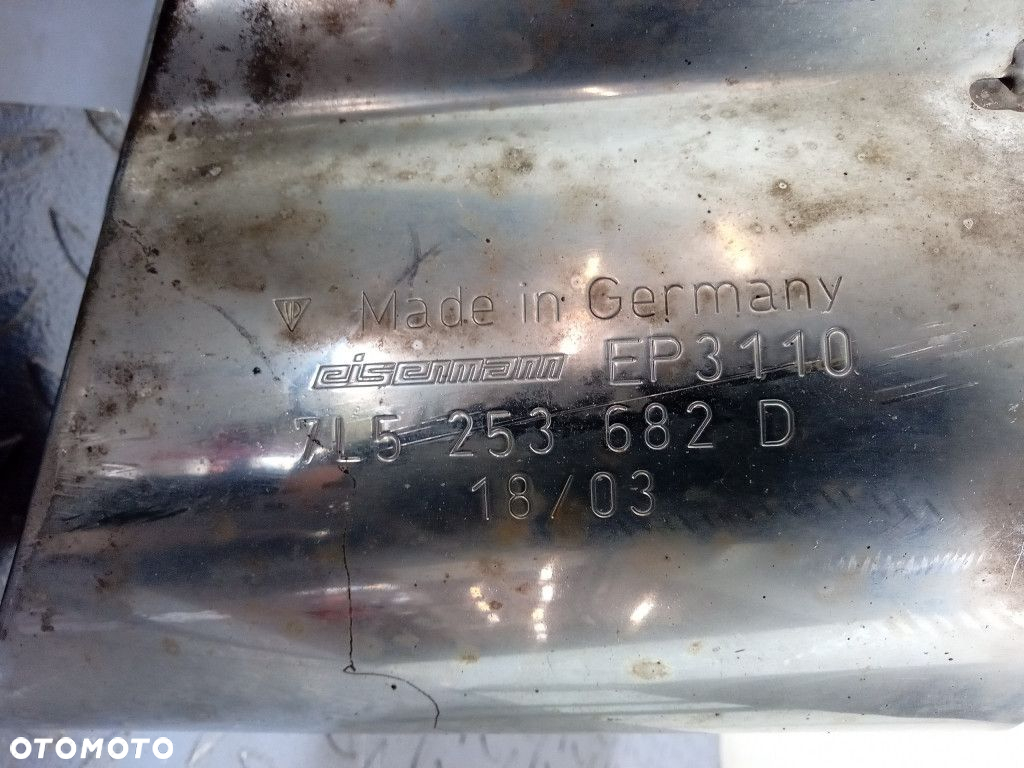 Made in Germany
eisenmann EP3110
7L5 253 682 D
18/03
OTOMOTO